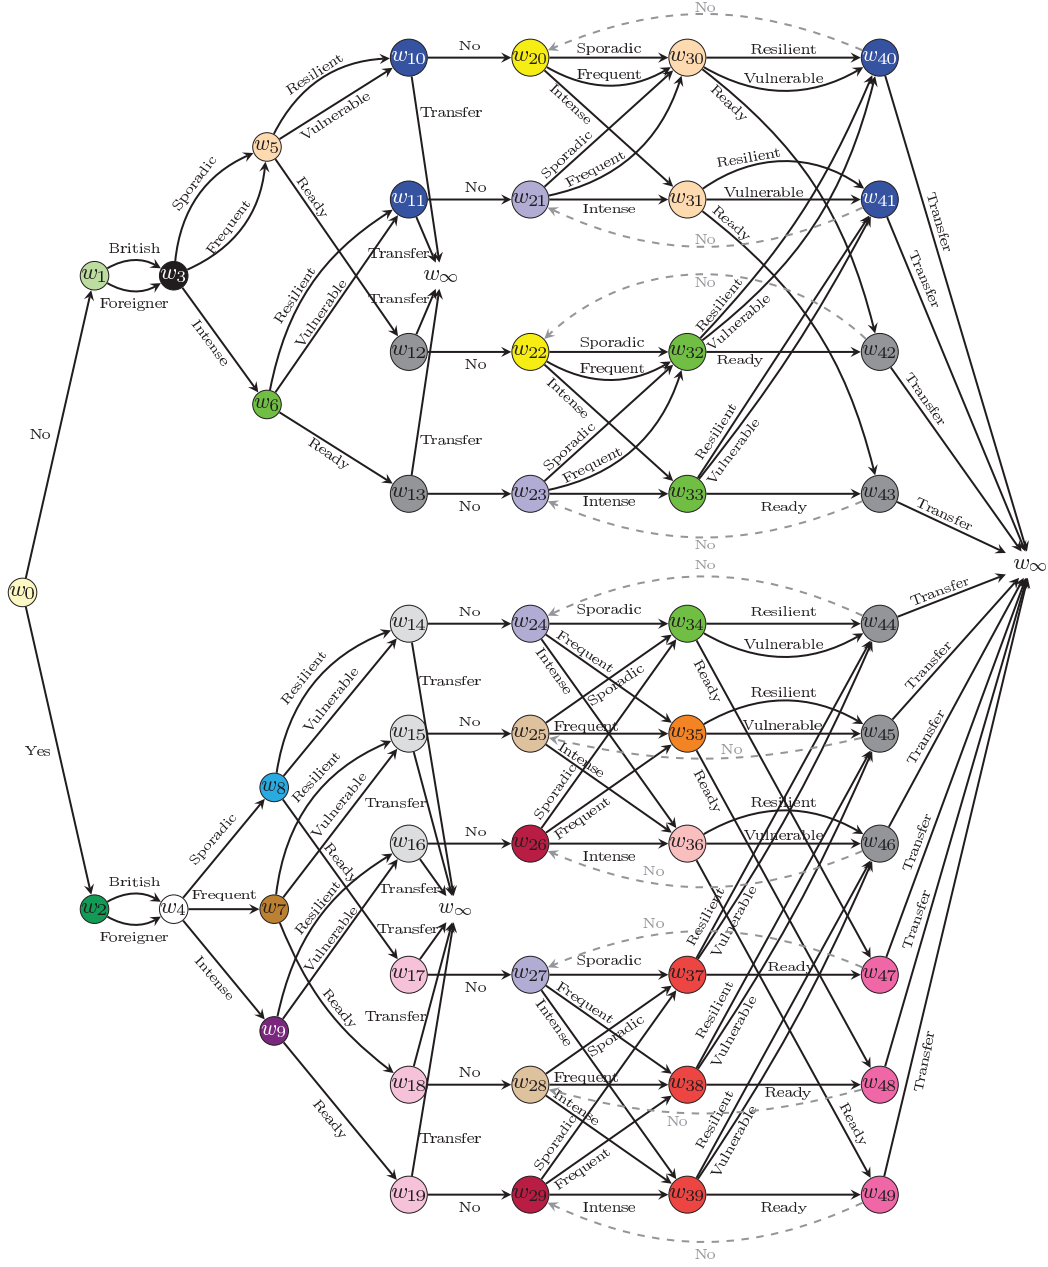 No
w10 No w20 Sporadic w30 Resilient w40
Resilient Frequent Vulnerable
Vulnerable Transfer Intense Ready
w5
Sporadic Ready Sporadic Frequent Resilient
No w11 w21 Intense w31 Vulnerable w41
Frequent Ready
British No Transfer
w1 w3 Transfer w∞ Transfer
Foreigner Resilient Transfer No
Intense Vulnerable Resilient Vulnerable
w12 No w22 Sporadic w32 Ready w42
Frequent Transfer
w6 Intense
No Ready Transfer Sporadic Frequent Resilient Vulnerable
w13 No w23 Intense w33 Ready w43
Transfer
No
w∞
No
w0 Transfer
w14 No w24 Sporadic w34 Resilient w44
Resilient Frequent Vulnerable
Vulnerable Transfer Intense Sporadic Ready Transfer
w15 No w25 Frequent w35 Resilient w45
Vulnerable
Yes Resilient Intense No Transfer
w8 Vulnerable Transfer Sporadic Ready
Sporadic Ready w16 No w26 Frequent w36 Resilient w46
Vulnerable
Intense Transfer
British Frequent Resilient Transfer No
w2 w4 w7 w∞
Foreigner Vulnerable Transfer No Resilient Vulnerable Transfer
Intense w17 No w27 Sporadic w37 Ready w47
w9 Ready Transfer Frequent Intense Sporadic Resilient Vulnerable
w18 No w28 Frequent w38 Ready w48
Intense No Transfer
Ready Transfer Sporadic Frequent Resilient Vulnerable Ready
w19 No w29 Intense w39 Ready w49
No